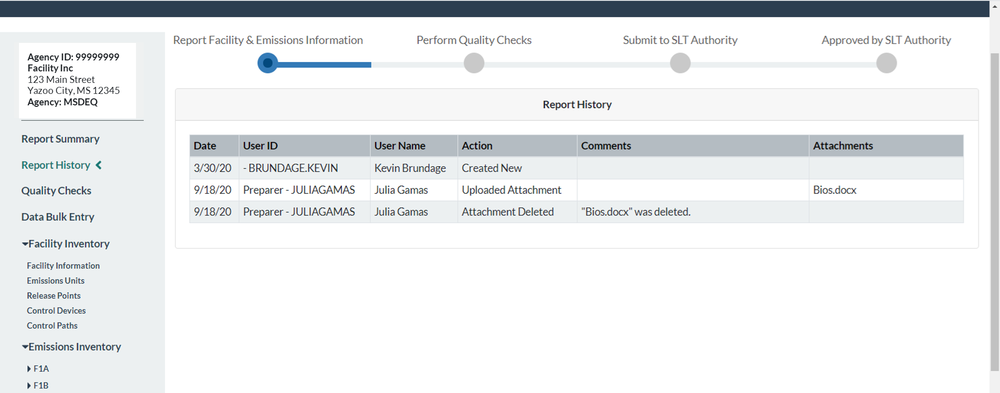 Report Facility & Emissions Information Perform Quality Checks Submit to SLT Authority Approved by SLT Authority
Agency ID: 99999999
Facility Inc
123 Main Street
Yazoo City, MS 12345
Agency: MSDEQ
Report Summary
Report History
Quality Checks
Data Bulk Entry
Facility Inventory
Facility Information
Emissions Units
Release Points
Control Devices
Control Paths
Emissions Inventory
F1A
F1B
Report History
Date User ID User Name Action Comments Attachments
3/30/20 - BRUNDAGE.KEVIN Kevin Brundage Created New
9/18/20 Preparer - JULIAGAMAS Julia Gamas Uploaded Attachment Bios.docx
9/18/20 Preparer - JULIAGAMAS Julia Gamas Attachment Deleted "Bios.docx" was deleted.